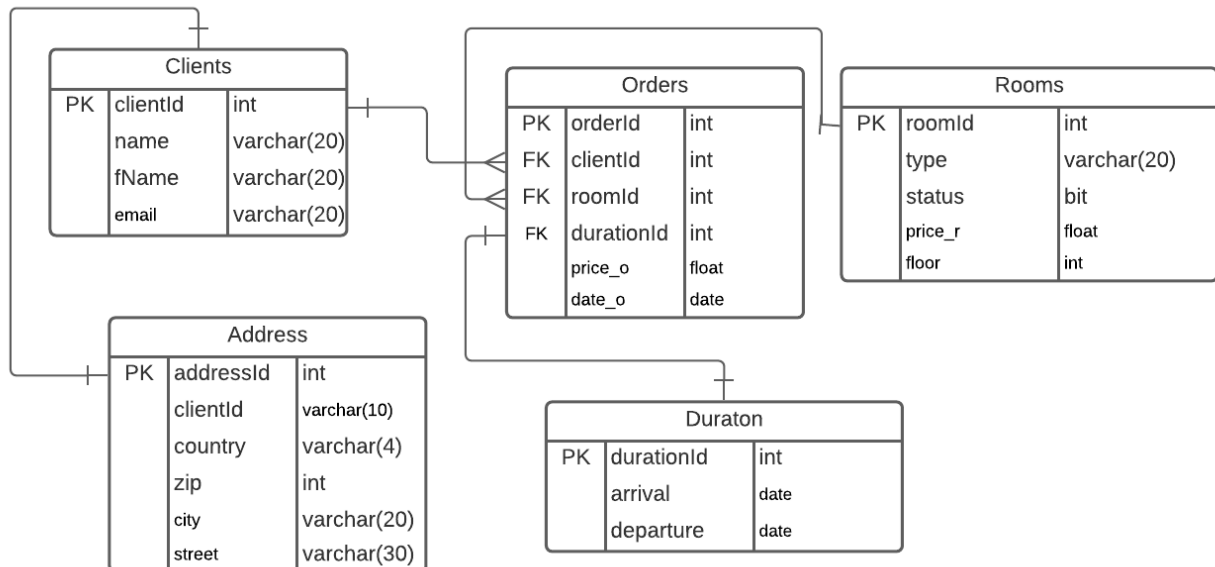 Clients
PK clientId int
name varchar(20)
fName varchar(20)
email varchar(20)
Orders
PK orderId int
FK clientId int
FK roomId int
FK durationId int
price_o float
date_o date
Rooms
PK roomId int
type varchar(20)
status bit
price_r float
floor int
Address
PK addressId int
clientId varchar(10)
country varchar(4)
zip int
city varchar(20)
street varchar(30)
Duraton
PK durationId int
arrival date
departure date